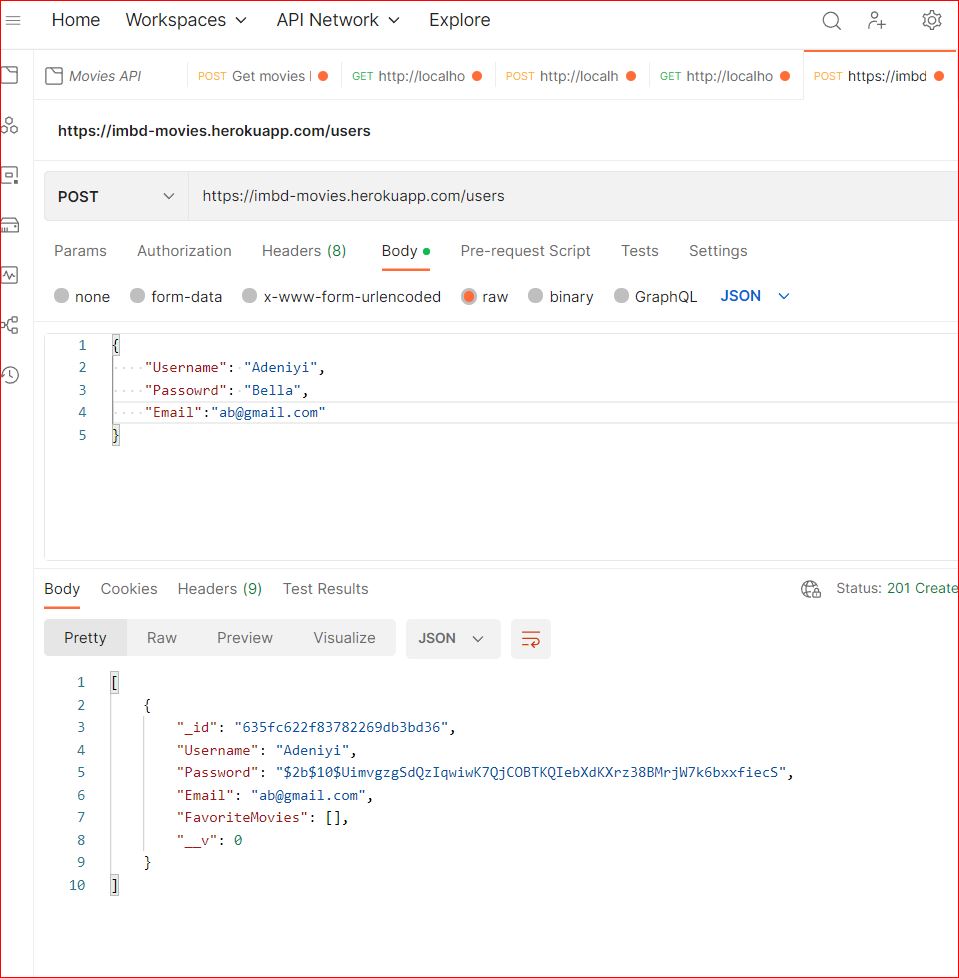 Home Workspaces API Network Explore
Movies API POST Get movies GET http://localho POST http://localh GET http://localho POST https://imbd
https://imbd-movies.herokuapp.com/users
POST https://imbd-movies.herokuapp.com/users
Params Authorization Headers (8) Body Pre-request Script Tests Settings
none form-data x-www-form-urlencoded raw binary GraphQL JSON
1 {
2 "Username": "Adeniyi",
3 "Passowrd": "Bella",
4 "Email":"ab@gmail.com"
5 }
Body Cookies Headers (9) Test Results Status: 201 Create
Pretty Raw Preview Visualize JSON
1 [
2 {
3 "_id": "635fc622f83782269db3bd36",
4 "Username": "Adeniyi",
5 "Password": "$2b$10$UimvgzgSdQzIqwiwK7QjCOBTKQIebXdKXrz38BMrjW7k6bxxfiecS",
6 "Email": "ab@gmail.com",
7 "FavoriteMovies": [],
8 "__v": 0
9 }
10 ]